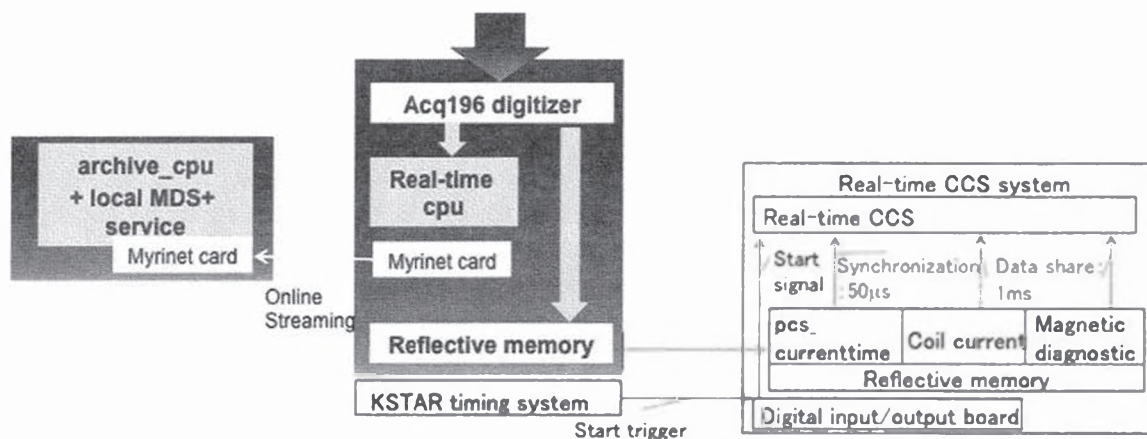 Acq196 digitizer
archive_cpu
+ local MDS+
service
Myrinet card
Real-time
cpu
Myrinet card
Online
Streaming
Reflective memory
KSTAR timing system
Start trigger
Real-time CCS system
Real-time CCS
Start
signal
Synchronization
: 50μs
Data share:
1ms
pcs_
currenttime
Coil current
Magnetic
diagnostic
Reflective memory
Digital input/output board